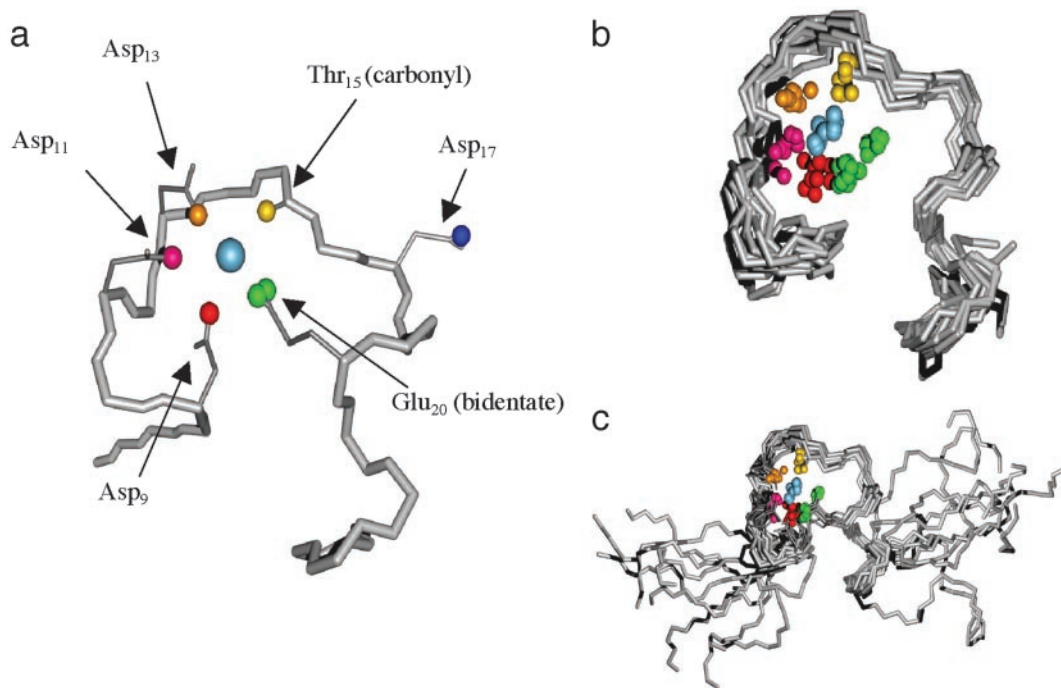 a
Asp13
Thr15 (carbonyl)
Asp11
Asp17
Glu20 (bidentate)
Asp9
b
c